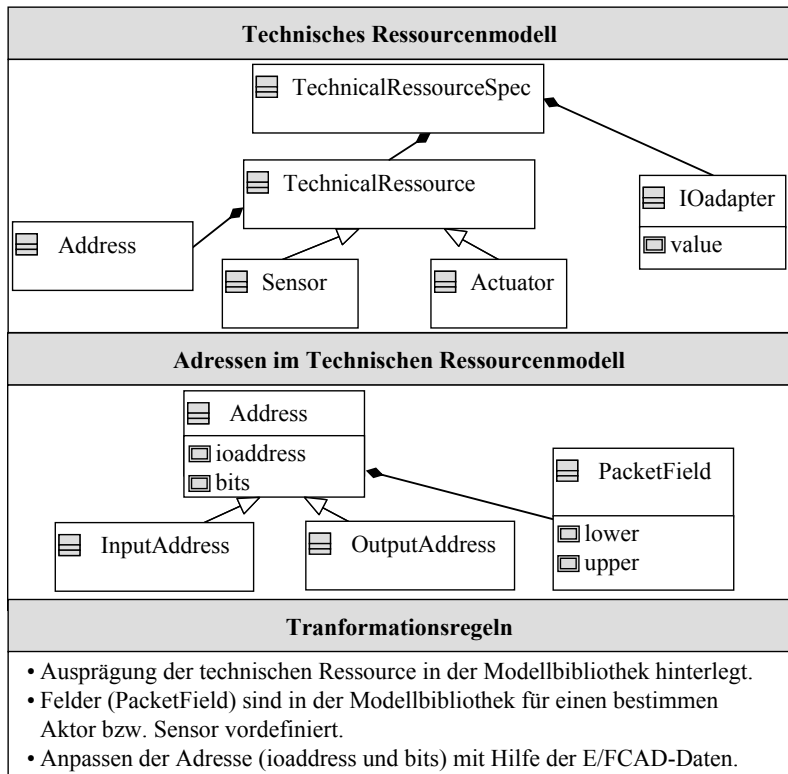 Technisches Ressourcenmodell
TechnicalRessourceSpec
TechnicalRessource
IOadapter
value
Address
Sensor
Actuator
Adressen im Technischen Ressourcenmodell
Address
ioaddress
bits
PacketField
lower
upper
InputAddress
OutputAddress
Tranformationsregeln
• Ausprägung der technischen Ressource in der Modellbibliothek hinterlegt.
• Felder (PacketField) sind in der Modellbibliothek für einen bestimmen
Aktor bzw. Sensor vordefiniert.
• Anpassen der Adresse (ioaddress und bits) mit Hilfe der E/FCAD-Daten.